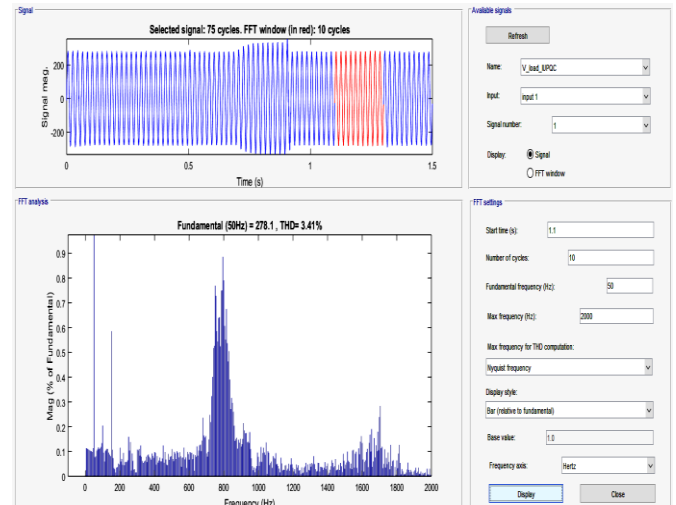 Signal
Selected signal: 75 cycles. FFT window (in red): 10 cycles
Signal mag.
200
0
-200
0
0.5
1
1.5
Time (s)
Available signals
Refresh
Name:
V_load_IUPQC
Input:
input 1
Signal number:
1
Display:
Signal
FFT window
FFT analysis
Fundamental (50Hz) = 278.1 , THD= 3.41%
Mag (% of Fundamental)
0.9
0.8
0.7
0.6
0.5
0.4
0.3
0.2
0.1
0
0 200 400 600 800 1000 1200 1400 1600 1800 2000
Frequency (Hz)
FFT settings
Start time (s):
1.1
Number of cycles:
10
Fundamental frequency (Hz):
50
Max frequency (Hz):
2000
Max frequency for THD computation:
Nyquist frequency
Display style:
Bar (relative to fundamental)
Base value:
1.0
Frequency axis:
Hertz
Display
Close